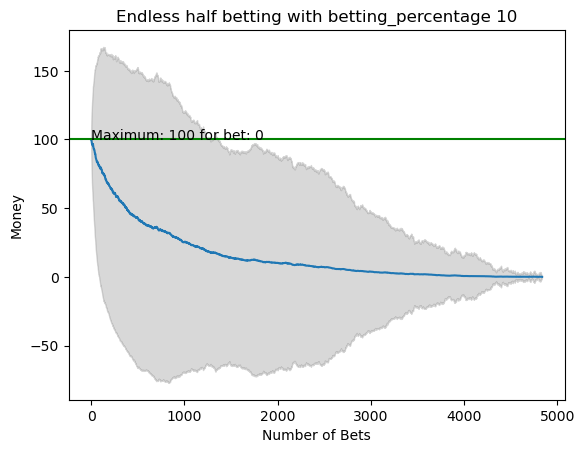 Endless half betting with betting_percentage 10
150
100
50
0
−50
Maximum: 100 for bet: 0
Money
0 1000 2000 3000 4000 5000
Number of Bets